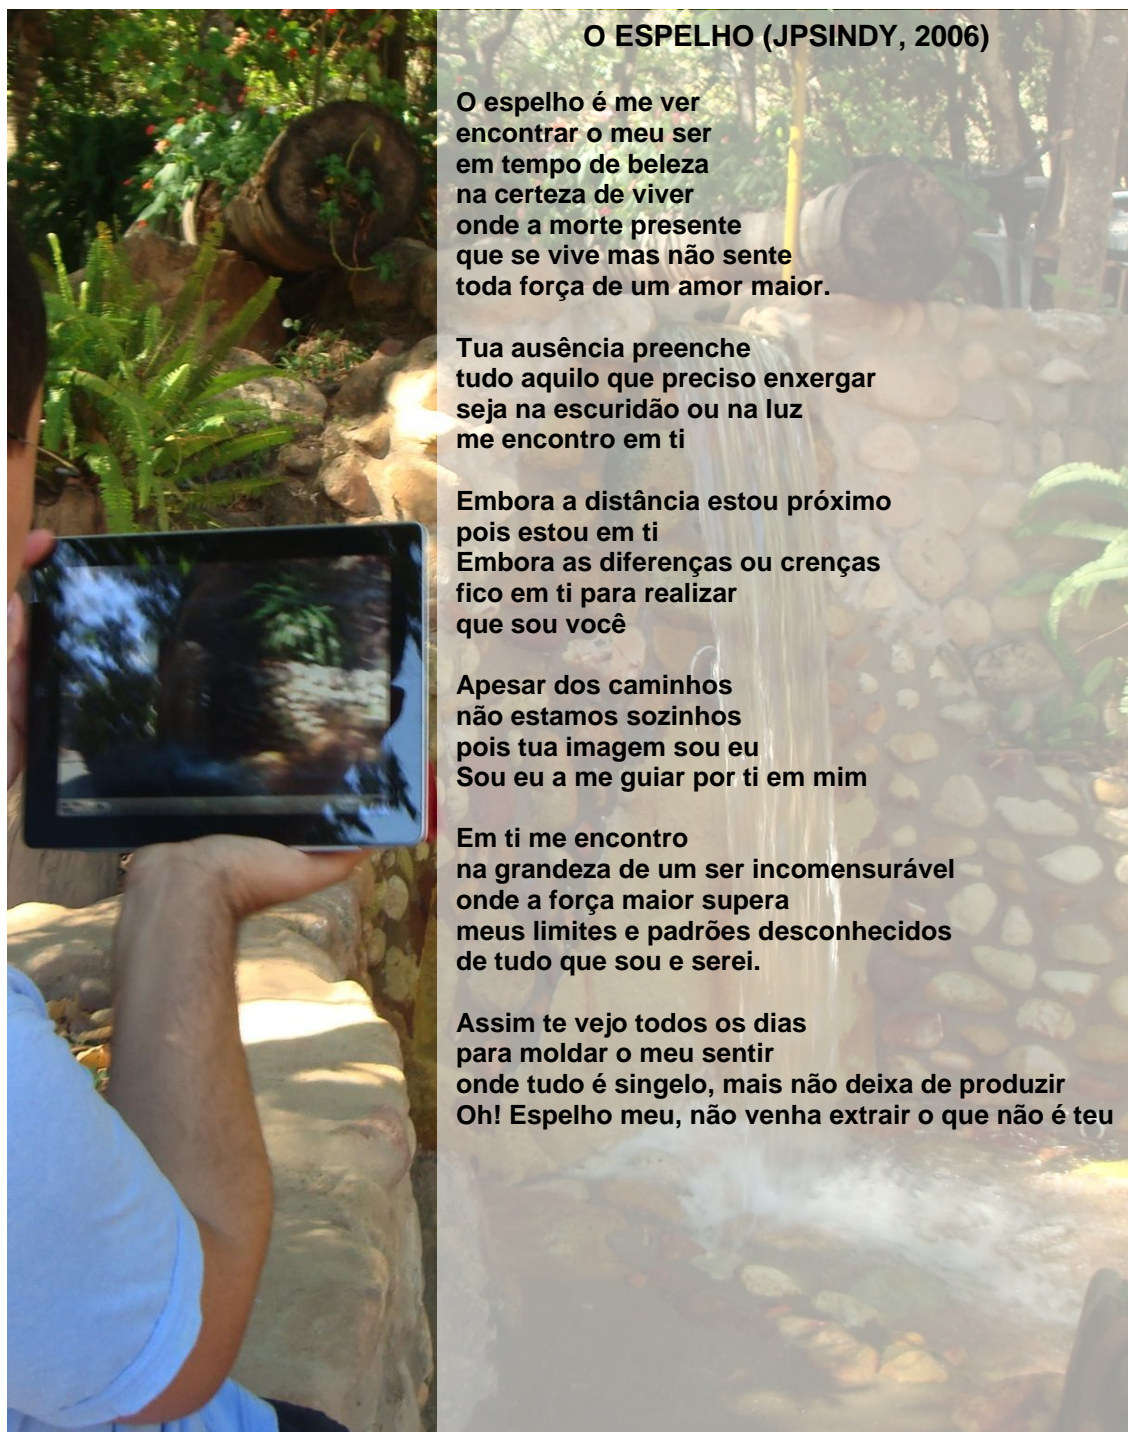 O ESPELHO (JPSINDY, 2006)
O espelho é me ver
encontrar o meu ser
em tempo de beleza
na certeza de viver
onde a morte presente
que se vive mas não sente
toda força de um amor maior.
Tua ausência preenche
tudo aquilo que preciso enxergar
seja na escuridão ou na luz
me encontro em ti
Embora a distância estou próximo
pois estou em ti
Embora as diferenças ou crenças
fico em ti para realizar
que sou você
Apesar dos caminhos
não estamos sozinhos
pois tua imagem sou eu
Sou eu a me guiar por ti em mim
Em ti me encontro
na grandeza de um ser incomensurável
onde a força maior supera
meus limites e padrões desconhecidos
de tudo que sou e serei.
Assim te vejo todos os dias
para moldar o meu sentir
onde tudo é singelo, mais não deixa de produzir
Oh! Espelho meu, não venha extrair o que não é teu